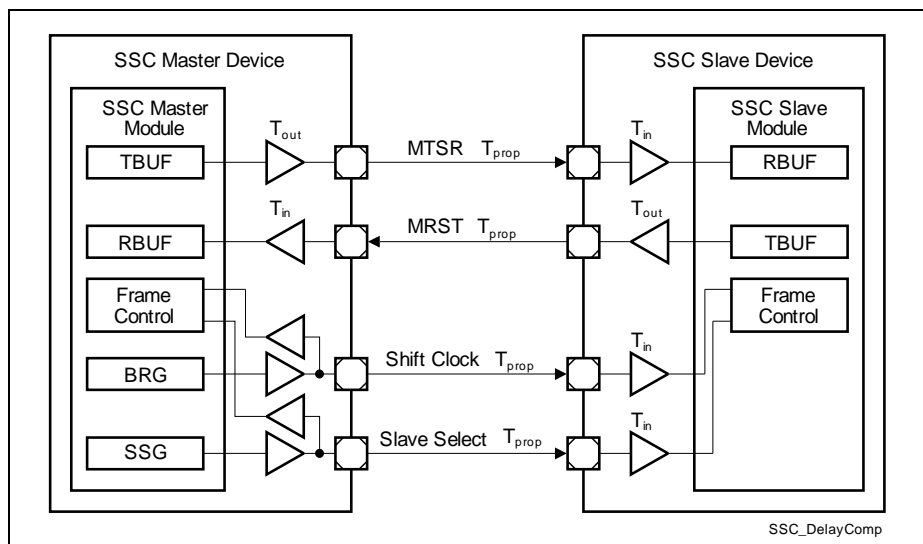 SSC Master Device
SSC Slave Device
SSC Master
Module
SSC Slave
Module
Tout
Tin
TBUF
MTSR Tprop
RBUF
Tin
Tout
RBUF
MRST Tprop
TBUF
Frame
Control
Frame
Control
Tin
BRG
Shift Clock Tprop
Tin
SSG
Slave Select Tprop
SSC_DelayComp